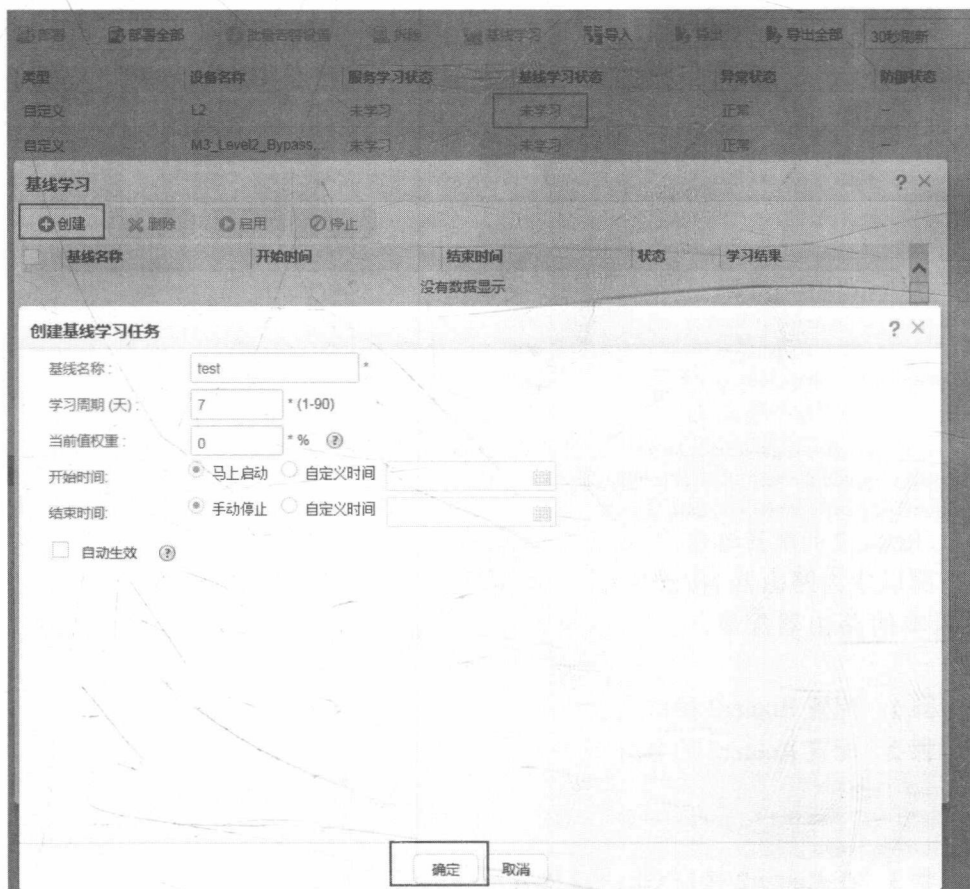 部署 部署全部 批量去部署 拆除 基线学习 导入 导出 导出全部 30秒刷新
类型 设备名称 服务学习状态 基线学习状态 异常状态 防御状态
自定义 L2 未学习 未学习 正常 --
自定义 M3_Level2_Bypass... 未学习 未学习 正常 --
基线学习 ? ×
创建 删除 启用 停止
基线名称 开始时间 结束时间 状态 学习结果
没有数据显示
创建基线学习任务 ? ×
基线名称: test *
学习周期 (天): 7 * (1-90)
当前值权重: 0 * % ?
开始时间: 马上启动 自定义时间
结束时间: 手动停止 自定义时间
自动生效 ?
确定 取消